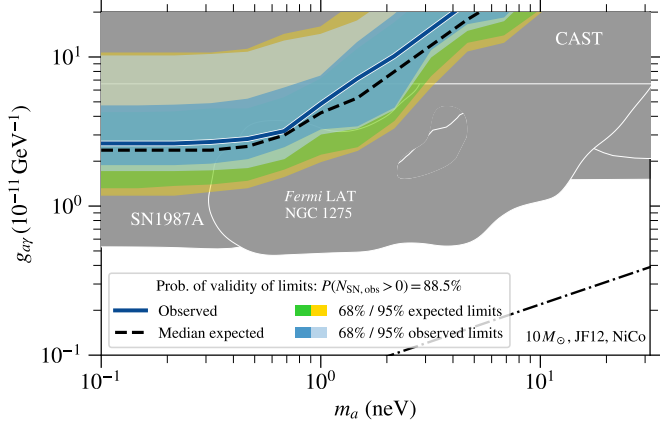 10¹
CAST
g_{aγ} (10⁻¹¹ GeV⁻¹)
Fermi LAT
NGC 1275
SN1987A
10⁰
Prob. of validity of limits: P(N_{SN, obs} > 0) = 88.5%
Observed
68% / 95% expected limits
Median expected
68% / 95% observed limits
10 M_⊙, JF12, NiCo
10⁻¹
10⁻¹ 10⁰ 10¹
m_a (neV)